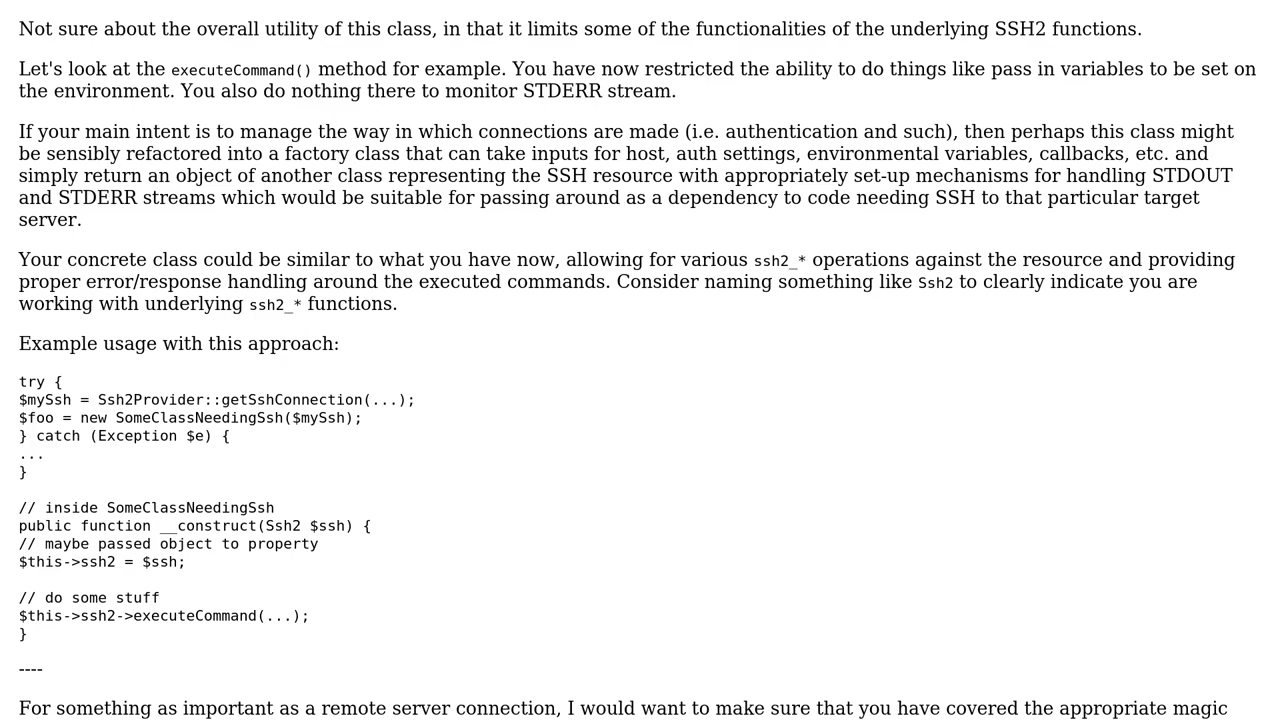 Not sure about the overall utility of this class, in that it limits some of the functionalities of the underlying SSH2 functions.
Let's look at the executeCommand() method for example. You have now restricted the ability to do things like pass in variables to be set on
the environment. You also do nothing there to monitor STDERR stream.
If your main intent is to manage the way in which connections are made (i.e. authentication and such), then perhaps this class might
be sensibly refactored into a factory class that can take inputs for host, auth settings, environmental variables, callbacks, etc. and
simply return an object of another class representing the SSH resource with appropriately set-up mechanisms for handling STDOUT
and STDERR streams which would be suitable for passing around as a dependency to code needing SSH to that particular target
server.
Your concrete class could be similar to what you have now, allowing for various ssh2_* operations against the resource and providing
proper error/response handling around the executed commands. Consider naming something like Ssh2 to clearly indicate you are
working with underlying ssh2_* functions.
Example usage with this approach:
try {
$mySsh = Ssh2Provider::getSshConnection(...);
$foo = new SomeClassNeedingSsh($mySsh);
} catch (Exception $e) {
...
}
// inside SomeClassNeedingSsh
public function __construct(Ssh2 $ssh) {
// maybe passed object to property
$this->ssh2 = $ssh;
// do some stuff
$this->ssh2->executeCommand(...);
}
----
For something as important as a remote server connection, I would want to make sure that you have covered the appropriate magic